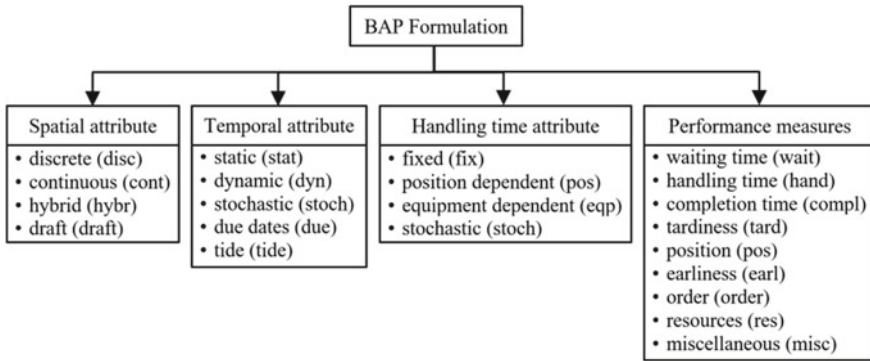 BAP Formulation
Spatial attribute
• discrete (disc)
• continuous (cont)
• hybrid (hybr)
• draft (draft)
Temporal attribute
• static (stat)
• dynamic (dyn)
• stochastic (stoch)
• due dates (due)
• tide (tide)
Handling time attribute
• fixed (fix)
• position dependent (pos)
• equipment dependent (eqp)
• stochastic (stoch)
Performance measures
• waiting time (wait)
• handling time (hand)
• completion time (compl)
• tardiness (tard)
• position (pos)
• earliness (earl)
• order (order)
• resources (res)
• miscellaneous (misc)